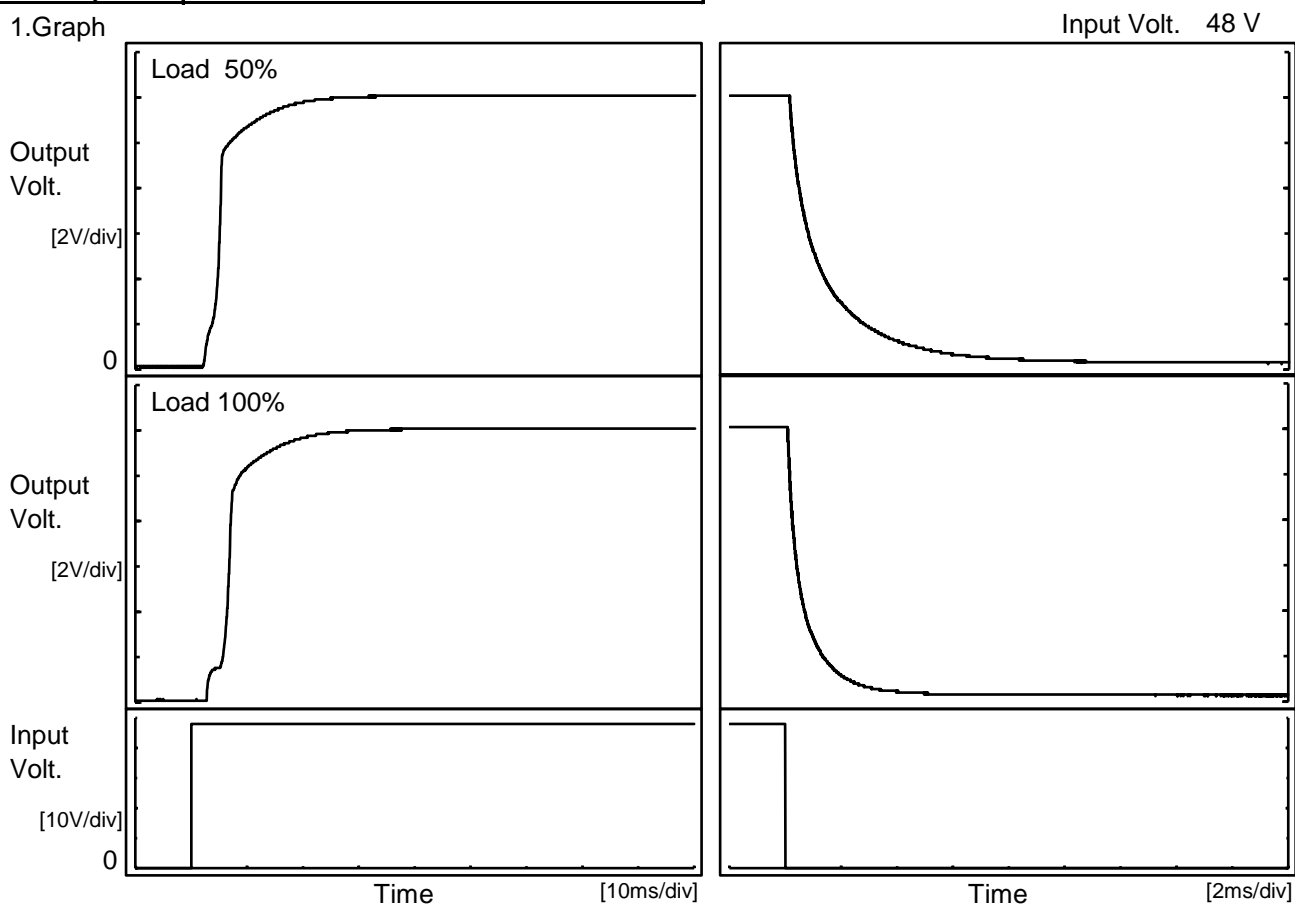 1.Graph
Input Volt. 48 V
Load 50%
Output
Volt.
[2V/div]
0
Load 100%
Output
Volt.
[2V/div]
Input
Volt.
[10V/div]
0
Time [10ms/div]
Time [2ms/div]